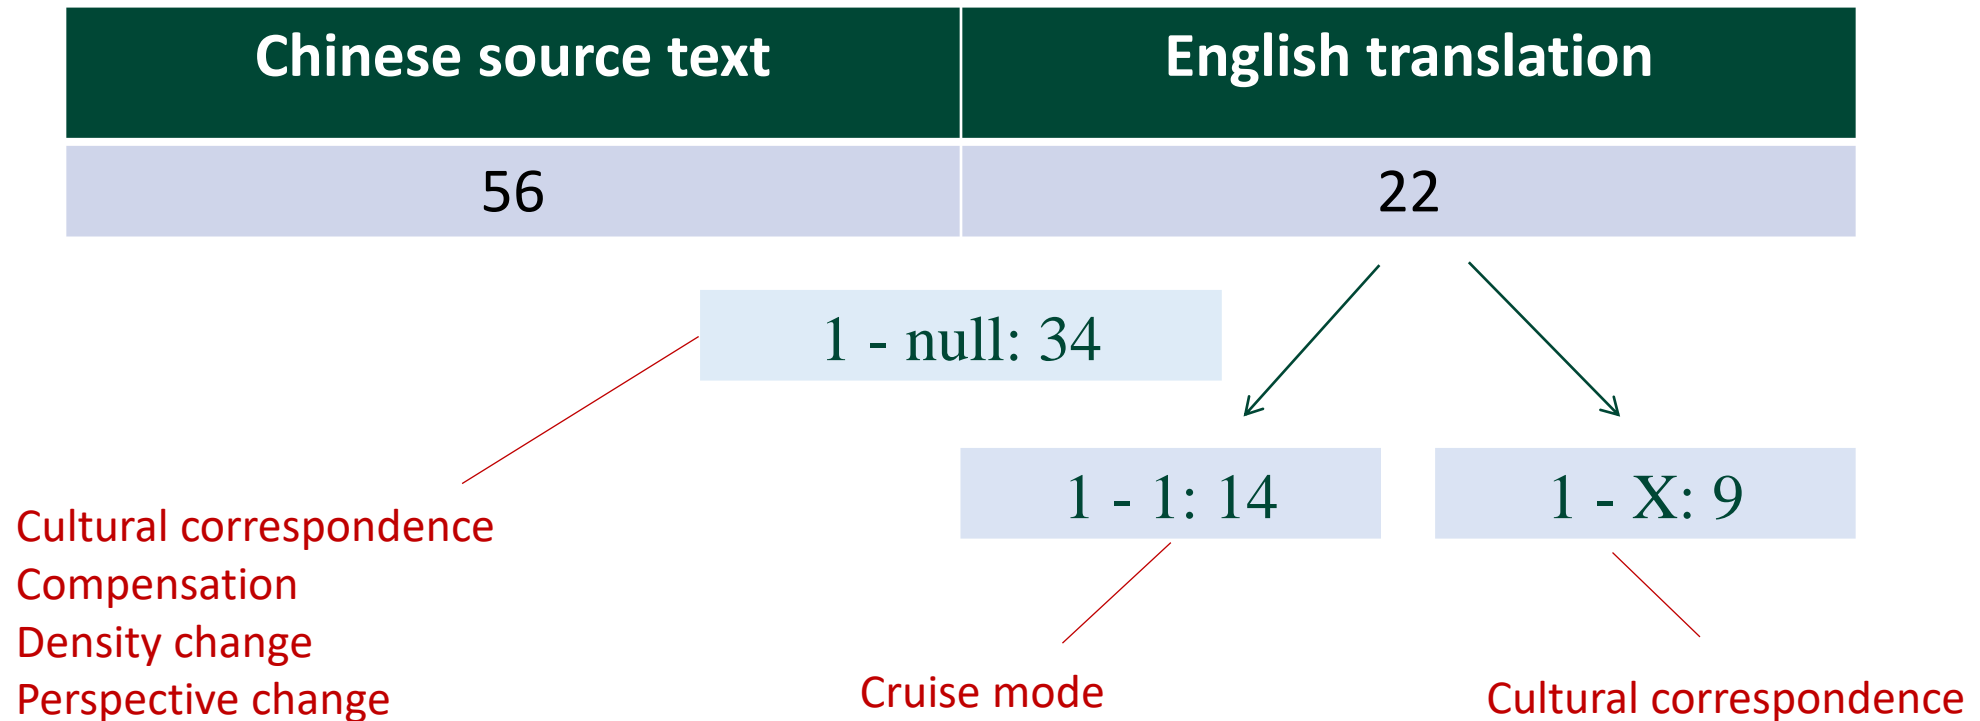 Chinese source text
English translation
56
22
1 - null: 34
1 - 1: 14
1 - X: 9
Cultural correspondence
Compensation
Density change
Perspective change
Cruise mode
Cultural correspondence